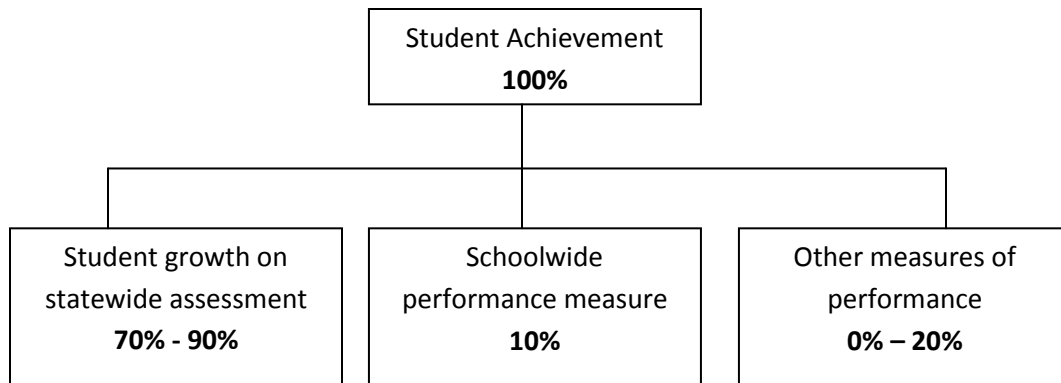 Student Achievement
100%
Student growth on
statewide assessment
70% - 90%
Schoolwide
performance measure
10%
Other measures of
performance
0% – 20%